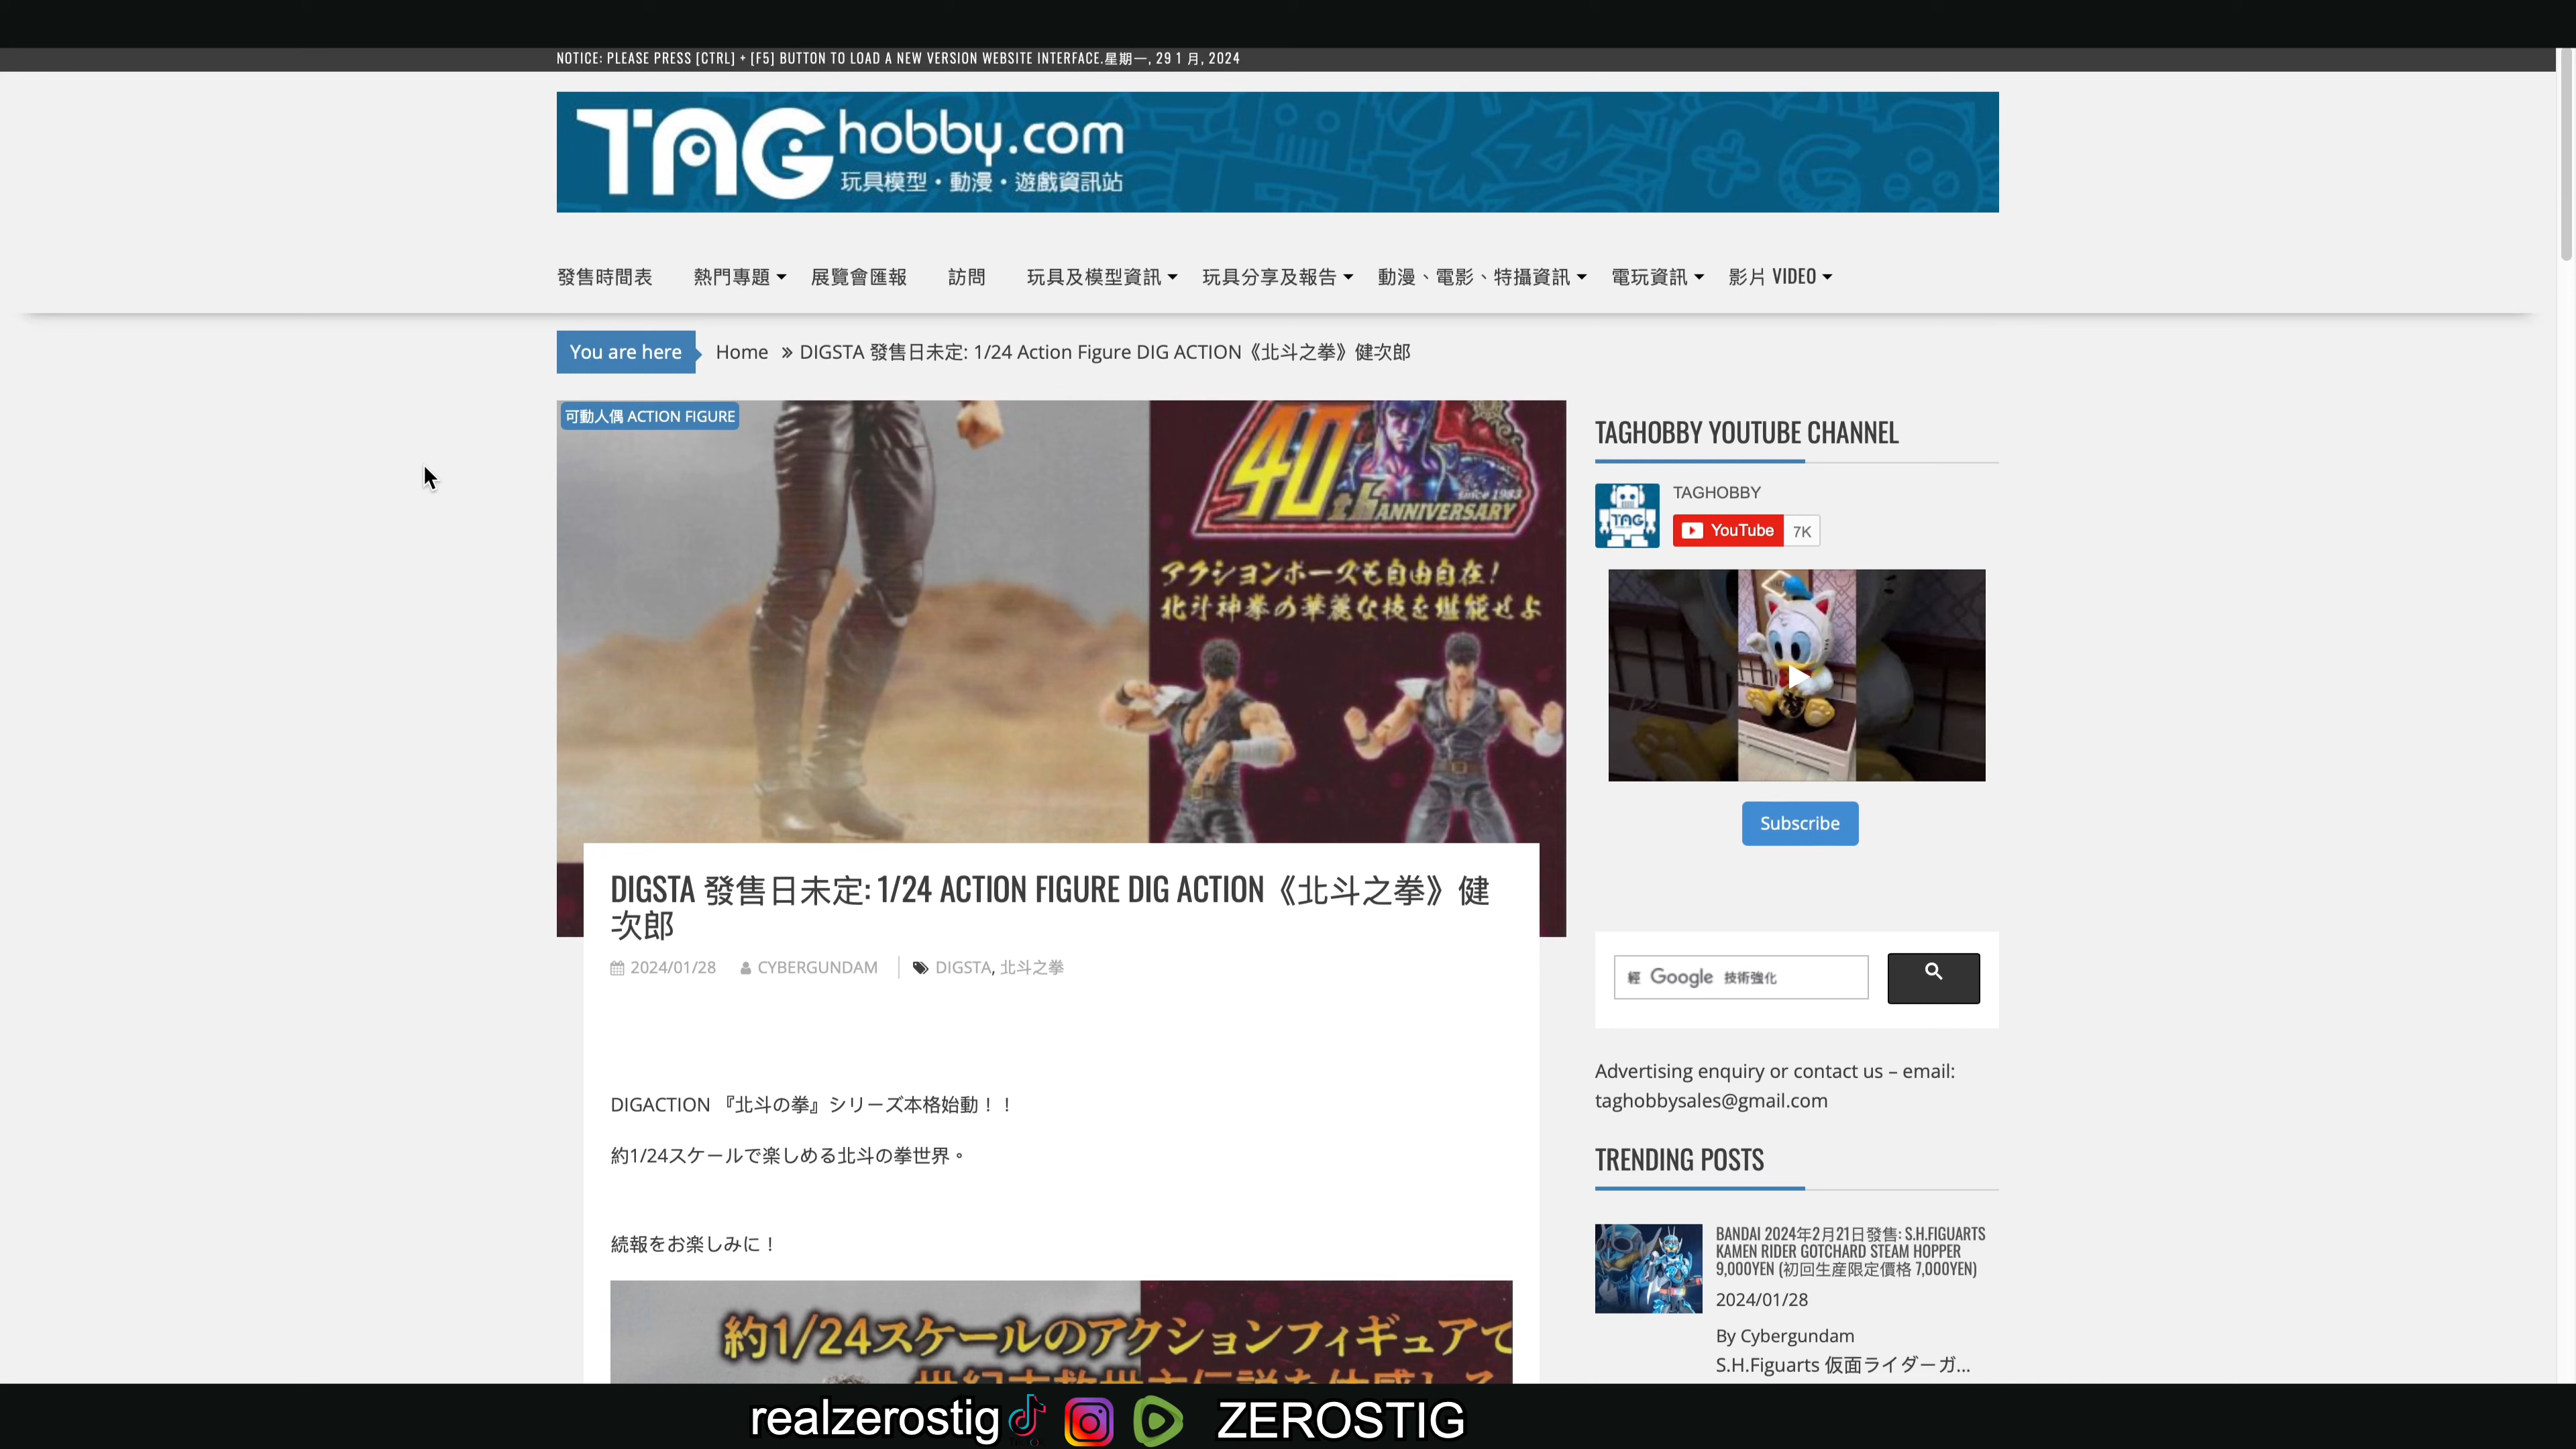 NOTICE: PLEASE PRESS [CTRL] + [F5] BUTTON TO LOAD A NEW VERSION WEBSITE INTERFACE.星期一, 29 1 月, 2024
TAG hobby.com
玩具模型・動漫・遊戲資訊站
發售時間表 熱門專題 展覽會匯報 訪問 玩具及模型資訊 玩具分享及報告 動漫、電影、特攝資訊 電玩資訊 影片 VIDEO
You are here Home » DIGSTA 發售日未定: 1/24 Action Figure DIG ACTION《北斗之拳》健次郎
可動人偶 ACTION FIGURE
40th ANNIVERSARY
since 1983
アクションポーズも自由自在!
北斗神拳の華麗な技を堪能せよ
DIGSTA 發售日未定: 1/24 ACTION FIGURE DIG ACTION《北斗之拳》健
次郎
2024/01/28 CYBERGUNDAM DIGSTA, 北斗之拳
DIGACTION 『北斗の拳』シリーズ本格始動！！
約1/24スケールで楽しめる北斗の拳世界。
続報をお楽しみに！
約1/24スケールのアクションフィギュアで
TAGHOBBY YOUTUBE CHANNEL
TAG
TAGHOBBY
YouTube 7K
Subscribe
經 Google 技術強化
Advertising enquiry or contact us – email:
taghobbysales@gmail.com
TRENDING POSTS
BANDAI 2024年2月21日發售: S.H.FIGUARTS
KAMEN RIDER GOTCHARD STEAM HOPPER
9,000YEN (初回生産限定價格 7,000YEN)
2024/01/28
By Cybergundam
S.H.Figuarts 仮面ライダーガ...
realzerostig ZEROSTIG